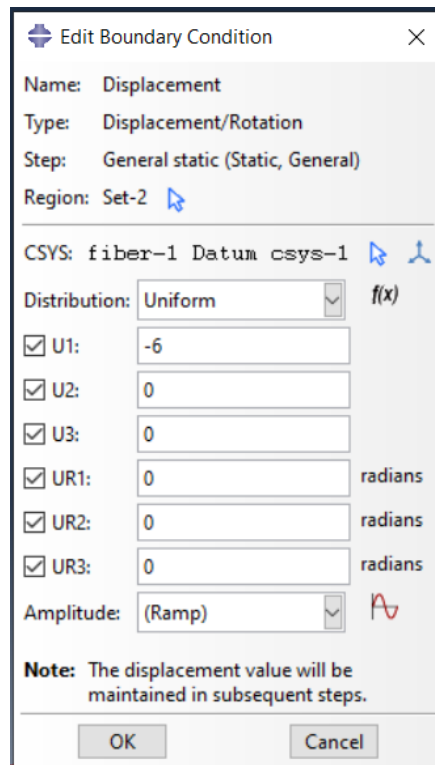 Edit Boundary Condition
Name: Displacement
Type: Displacement/Rotation
Step: General static (Static, General)
Region: Set-2
CSYS: fiber-1 Datum csys-1
Distribution: Uniform f(x)
U1: -6
U2: 0
U3: 0
UR1: 0 radians
UR2: 0 radians
UR3: 0 radians
Amplitude: (Ramp)
Note: The displacement value will be
maintained in subsequent steps.
OK Cancel